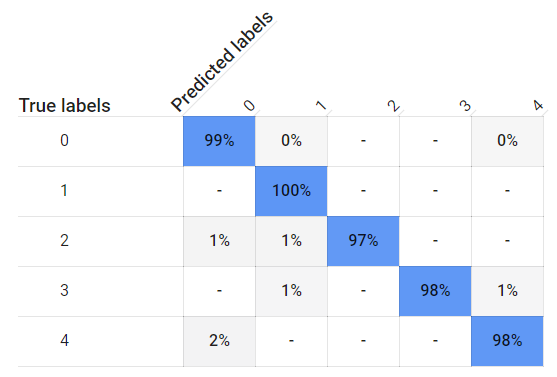 Predicted labels
True labels 0 1 2 3 4
0 99% 0% - - 0%
1 - 100% - - -
2 1% 1% 97% - -
3 - 1% - 98% 1%
4 2% - - - 98%